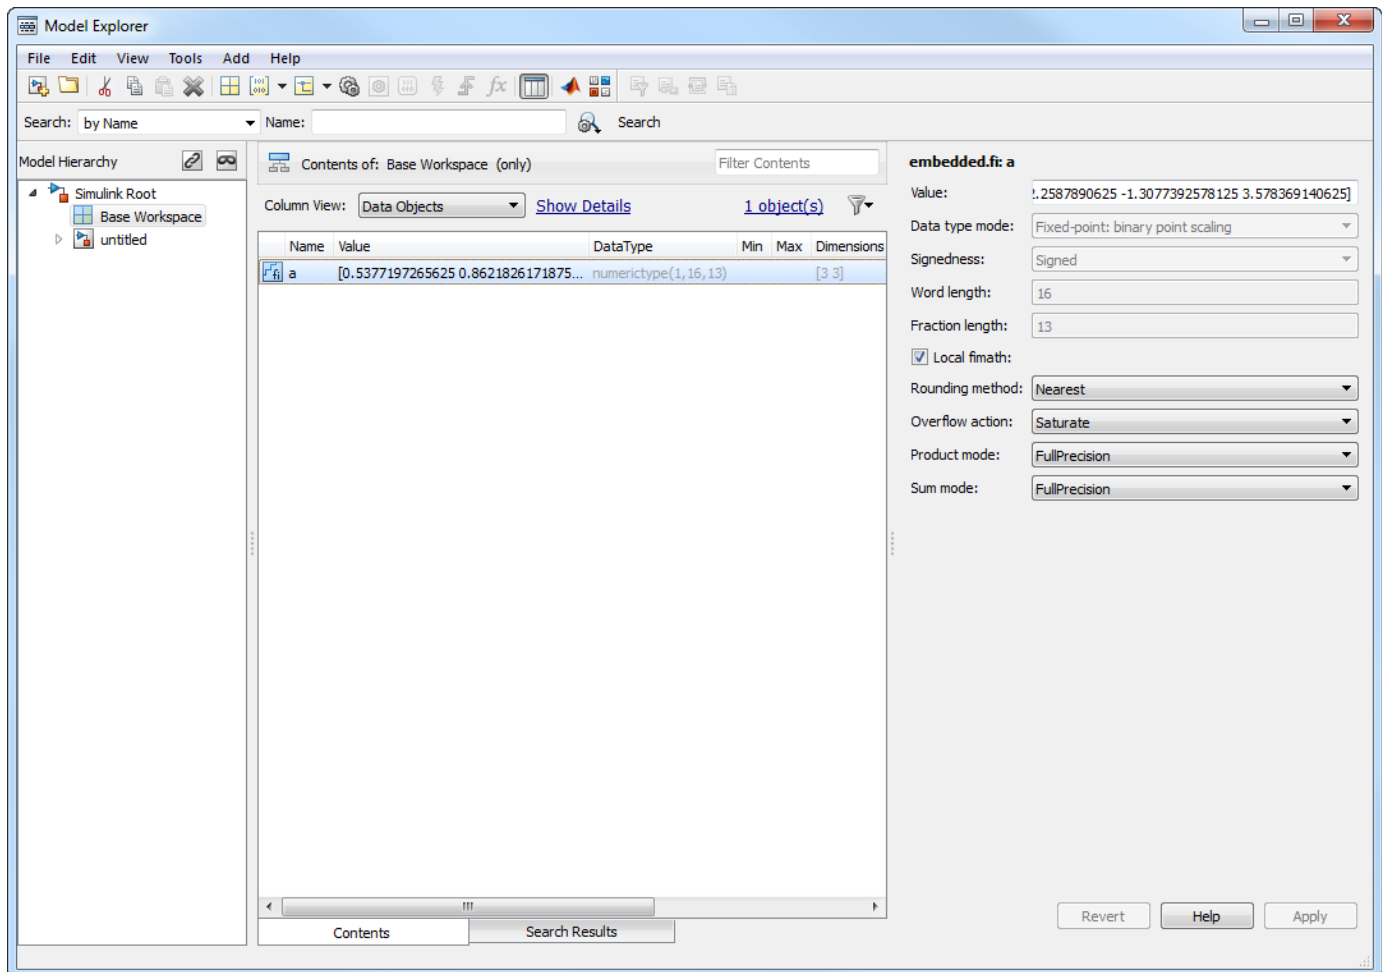 Model Explorer
File Edit View Tools Add Help
Search: by Name Name: Search
Model Hierarchy
Simulink Root
Base Workspace
untitled
Contents of: Base Workspace (only) Filter Contents
Column View: Data Objects Show Details 1 object(s)
Name Value DataType Min Max Dimensions
a [0.5377197265625 0.8621826171875... numerictype(1,16,13) [3 3]
Contents Search Results
embedded.fi: a
Value: .2587890625 -1.3077392578125 3.578369140625]
Data type mode: Fixed-point: binary point scaling
Signedness: Signed
Word length: 16
Fraction length: 13
Local fimath:
Rounding method: Nearest
Overflow action: Saturate
Product mode: FullPrecision
Sum mode: FullPrecision
Revert Help Apply